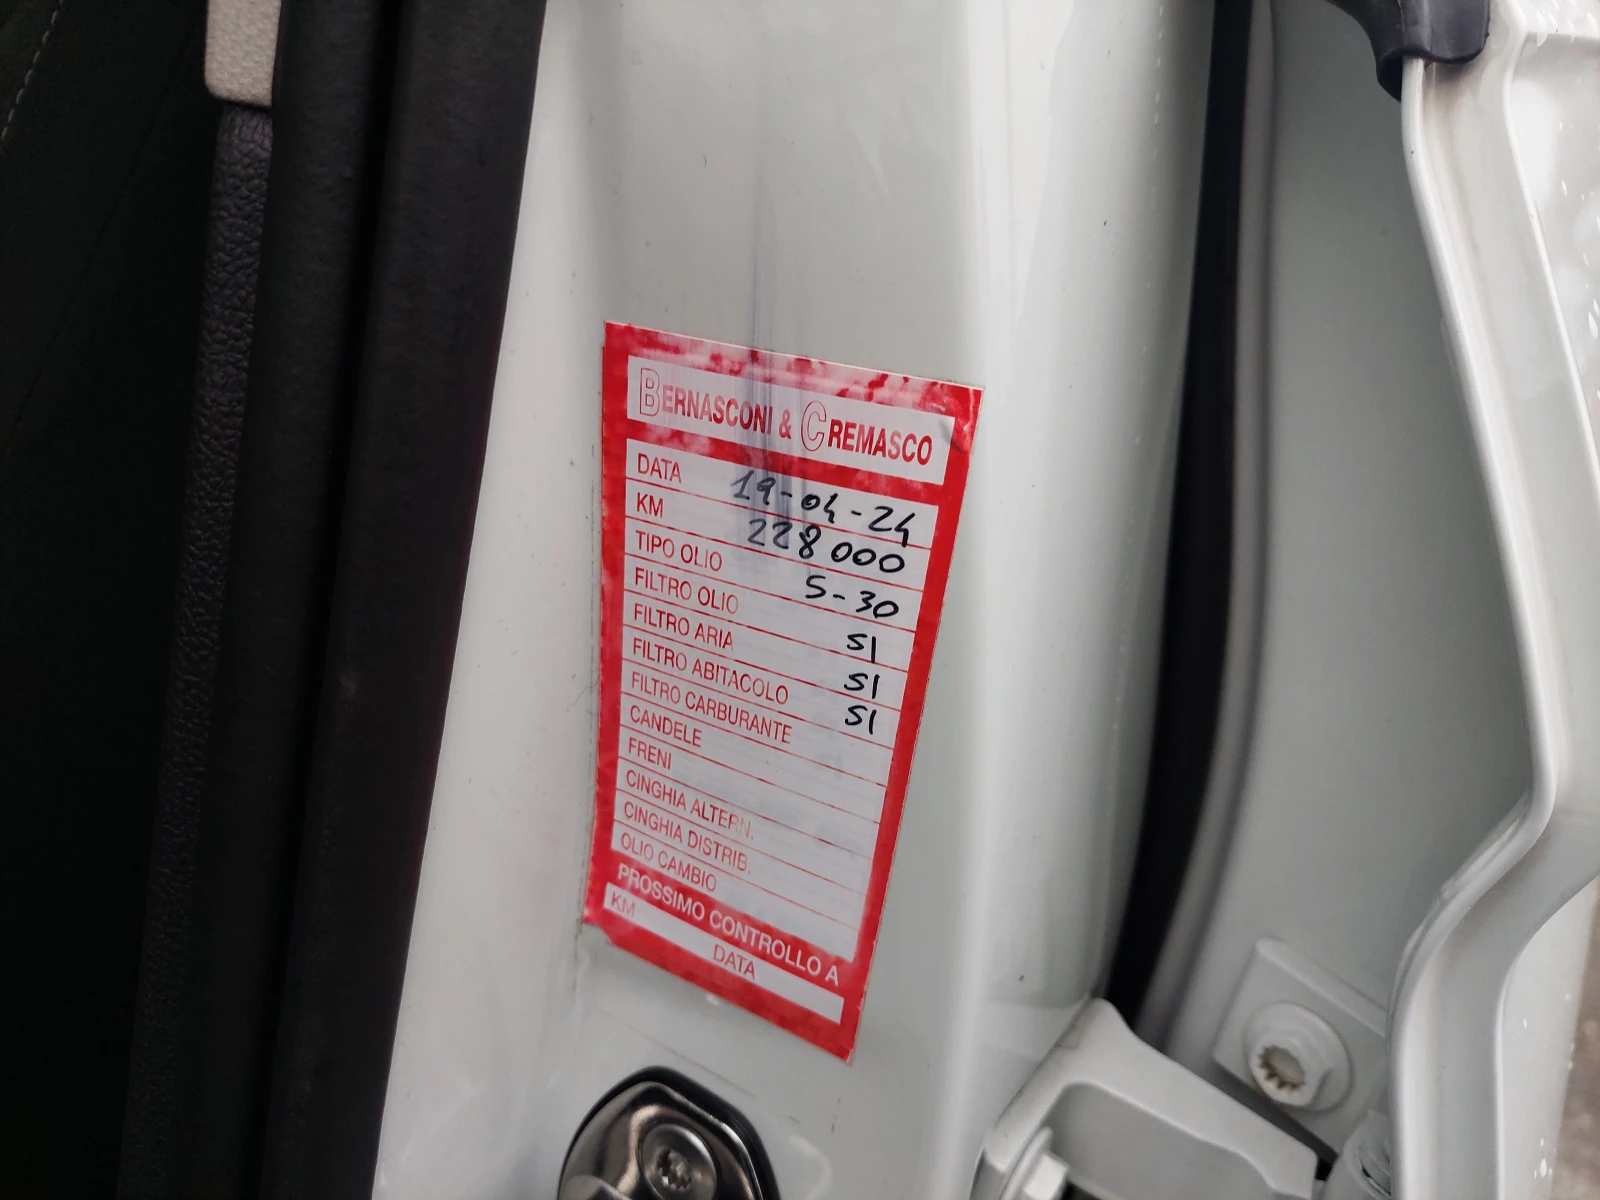 BERNASCONI & CREMASCO
DATA 19-04-24
KM 228000
TIPO OLIO 5-30
FILTRO OLIO SI
FILTRO ARIA SI
FILTRO ABITACOLO SI
FILTRO CARBURANTE
CANDELE
FRENI
CINGHIA ALTERN.
CINGHIA DISTRIB.
OLIO CAMBIO
PROSSIMO CONTROLLO A
KM DATA